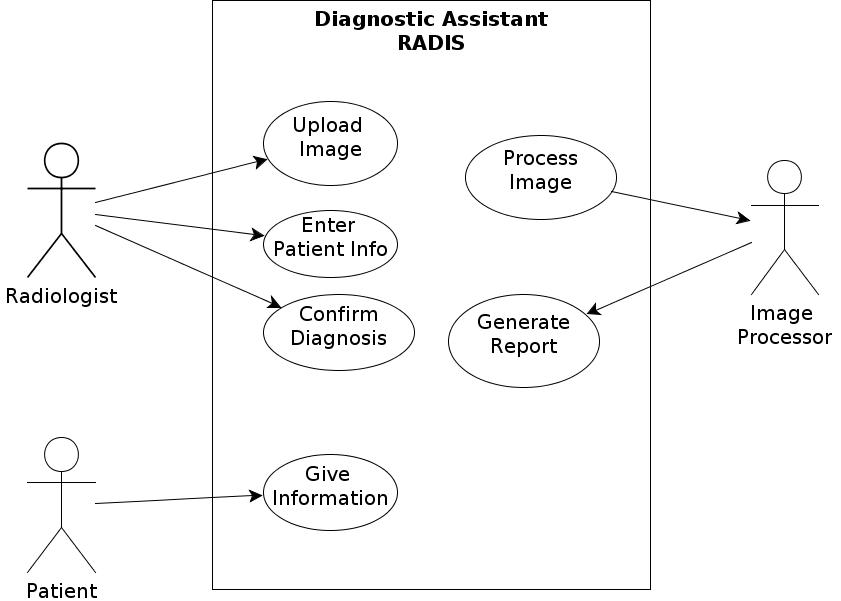 Diagnostic Assistant
RADIS
Upload
Image
Process
Image
Enter
Patient Info
Radiologist
Confirm
Diagnosis
Generate
Report
Image
Processor
Give
Information
Patient